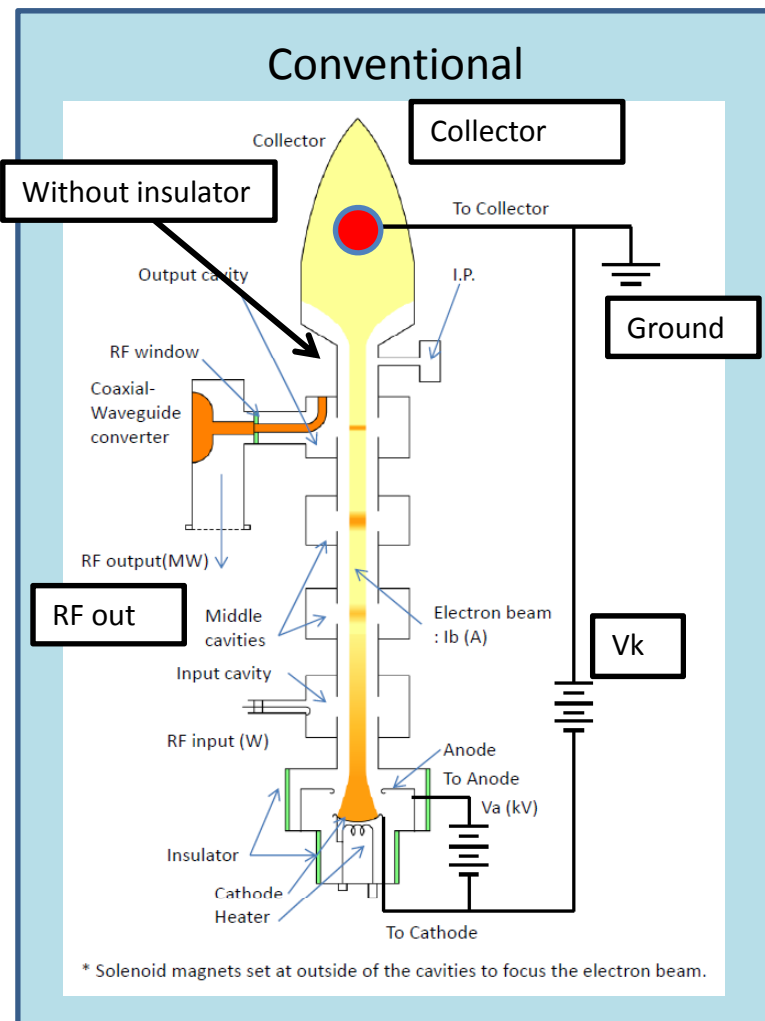 Conventional
Collector
Collector
Without insulator
To Collector
Output cavity
I.P.
Ground
RF window
Coaxial-
Waveguide
converter
RF output(MW)
RF out
Middle
cavities
Electron beam
: Ib (A)
Vk
Input cavity
RF input (W)
Anode
To Anode
Va (kV)
Insulator
Cathode
Heater
To Cathode
* Solenoid magnets set at outside of the cavities to focus the electron beam.